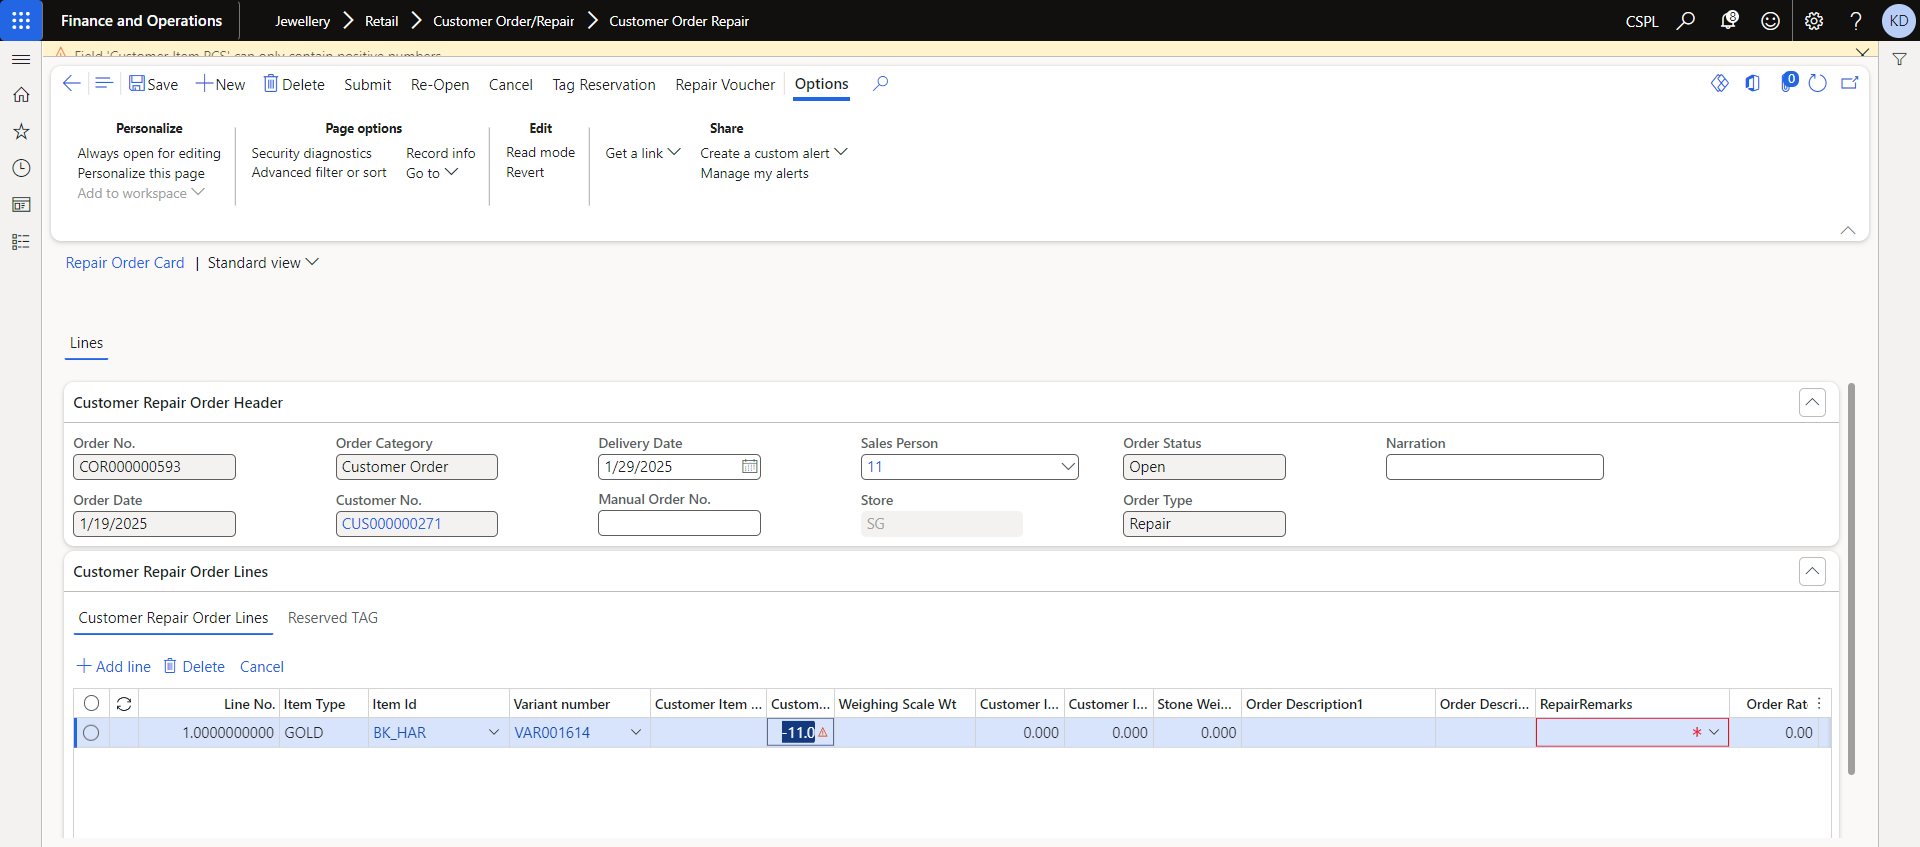 Finance and Operations
Jewellery > Retail > Customer Order/Repair > Customer Order Repair
CSPL
8
KD
Field 'Customer Item PCS' can only contain positive numbers.
Save
New
Delete
Submit
Re-Open
Cancel
Tag Reservation
Repair Voucher
Options
0
Personalize
Always open for editing
Personalize this page
Add to workspace
Page options
Security diagnostics
Advanced filter or sort
Record info
Go to
Edit
Read mode
Revert
Share
Get a link
Create a custom alert
Manage my alerts
Repair Order Card | Standard view
Lines
Customer Repair Order Header
Order No.
COR000000593
Order Date
1/19/2025
Order Category
Customer Order
Customer No.
CUS000000271
Delivery Date
1/29/2025
Manual Order No.
Sales Person
11
Store
SG
Order Status
Open
Order Type
Repair
Narration
Customer Repair Order Lines
Customer Repair Order Lines
Reserved TAG
Add line
Delete
Cancel
Line No. Item Type Item Id Variant number Customer Item ... Custom... Weighing Scale Wt Customer I... Customer I... Stone Wei... Order Description1 Order Descri... RepairRemarks Order Rat
1.0000000000 GOLD BK_HAR VAR001614 -11.0 0.000 0.000 0.000 * 0.00